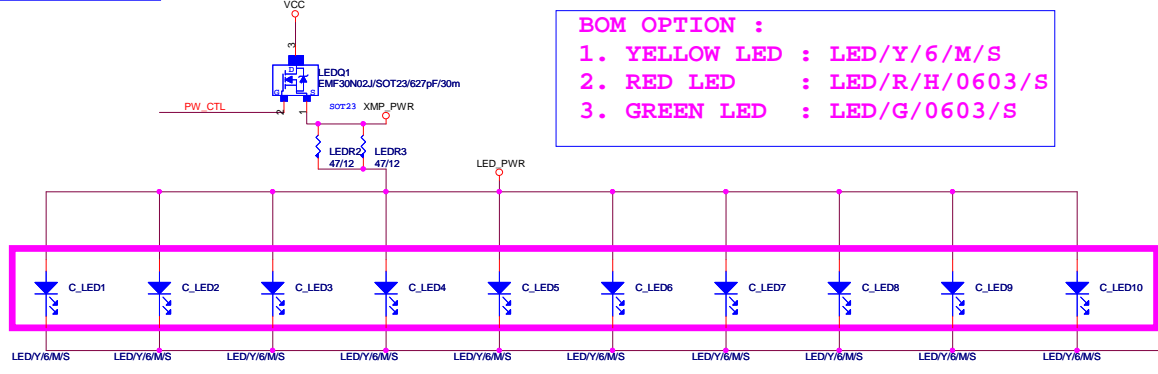 VCC
BOM OPTION :
1. YELLOW LED : LED/Y/6/M/S
2. RED LED : LED/R/H/0603/S
3. GREEN LED : LED/G/0603/S
3
D
LEDQ1
EMF30N02J/SOT23/627pF/30m
G
S
PW_CTL
2
1
SOT23
XMP_PWR
LEDR2
47/12
LEDR3
47/12
LED_PWR
C_LED1
C_LED2
C_LED3
C_LED4
C_LED5
C_LED6
C_LED7
C_LED8
C_LED9
C_LED10
LED/Y/6/M/S
LED/Y/6/M/S
LED/Y/6/M/S
LED/Y/6/M/S
LED/Y/6/M/S
LED/Y/6/M/S
LED/Y/6/M/S
LED/Y/6/M/S
LED/Y/6/M/S
LED/Y/6/M/S